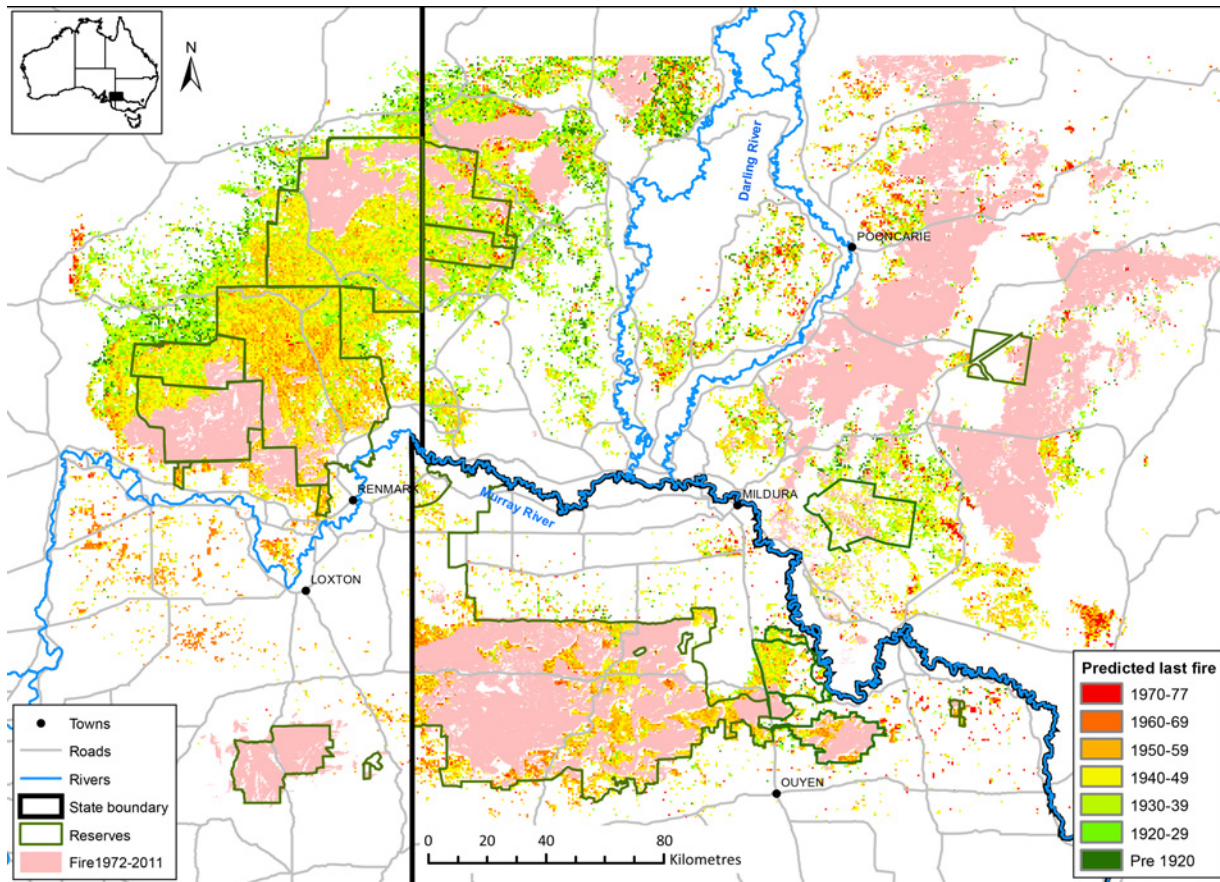 N
Darling River
POONCARIE
RENMARK
Murray River
MILDURA
LOXTON
OUYEN
Towns
Roads
Rivers
State boundary
Reserves
Fire1972-2011
0 20 40 80
Kilometres
Predicted last fire
1970-77
1960-69
1950-59
1940-49
1930-39
1920-29
Pre 1920